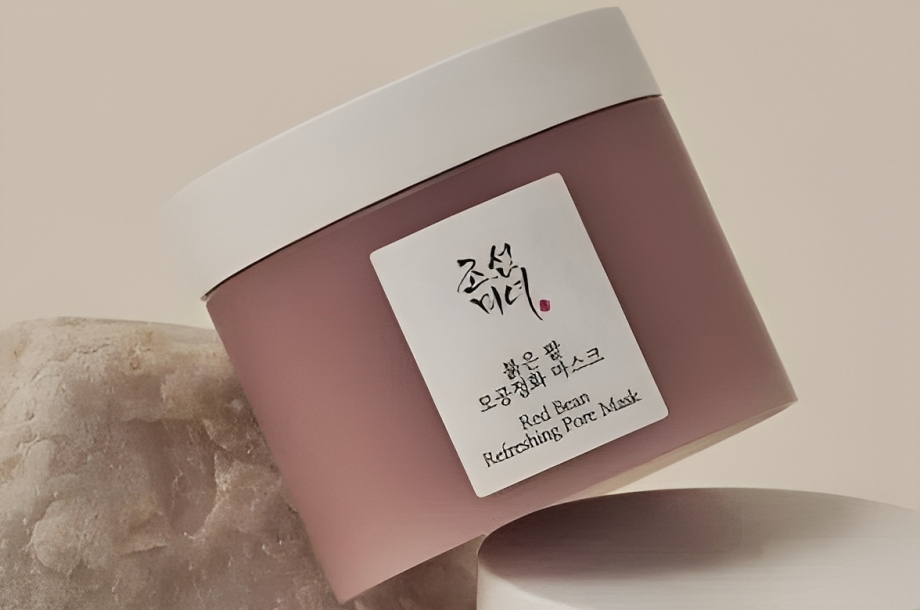 조선
미녀
붉은 팥
모공정화 마스크
Red Bean
Refreshing Pore Mask